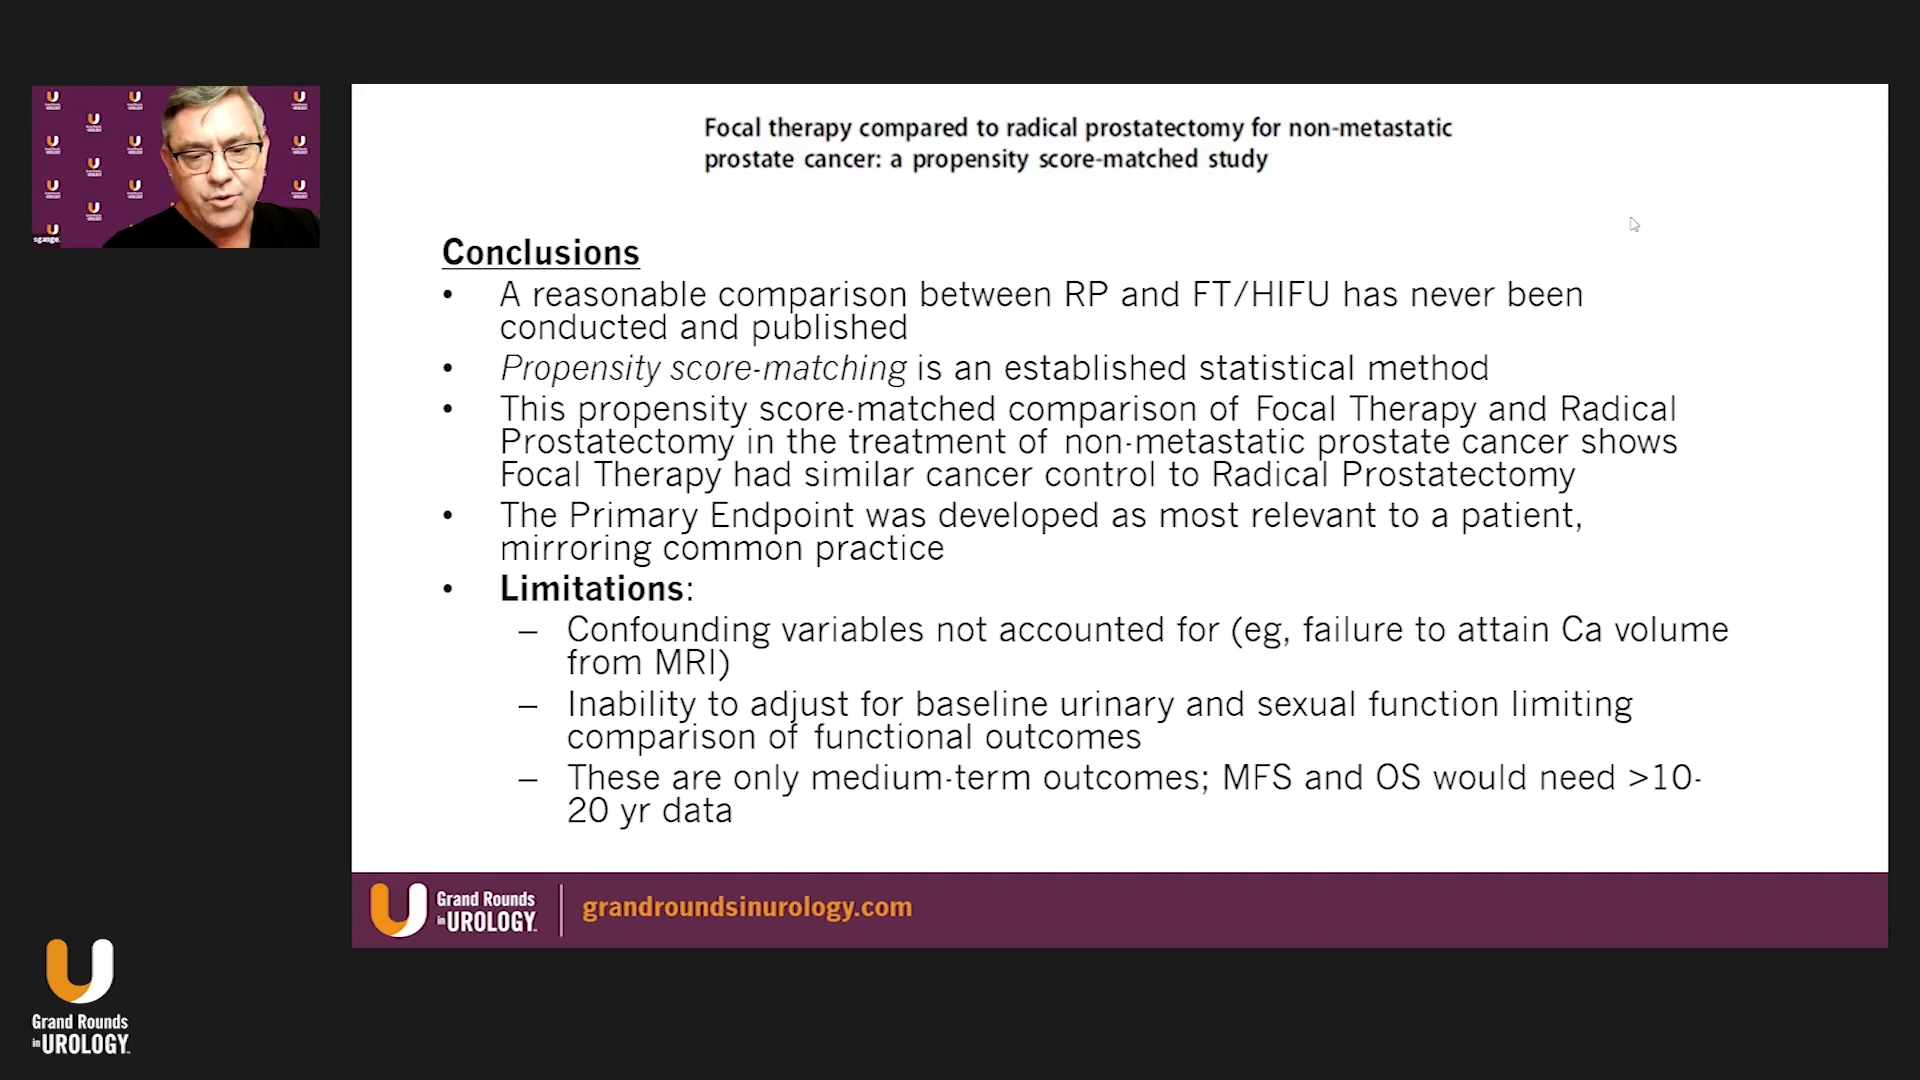 Focal therapy compared to radical prostatectomy for non-metastatic
prostate cancer: a propensity score-matched study
Conclusions
• A reasonable comparison between RP and FT/HIFU has never been
conducted and published
• Propensity score-matching is an established statistical method
• This propensity score-matched comparison of Focal Therapy and Radical
Prostatectomy in the treatment of non-metastatic prostate cancer shows
Focal Therapy had similar cancer control to Radical Prostatectomy
• The Primary Endpoint was developed as most relevant to a patient,
mirroring common practice
• Limitations:
– Confounding variables not accounted for (eg, failure to attain Ca volume
from MRI)
– Inability to adjust for baseline urinary and sexual function limiting
comparison of functional outcomes
– These are only medium-term outcomes; MFS and OS would need >10-
20 yr data
Grand Rounds
in UROLOGY
grandroundsinurology.com
sgange
Grand Rounds
in UROLOGY